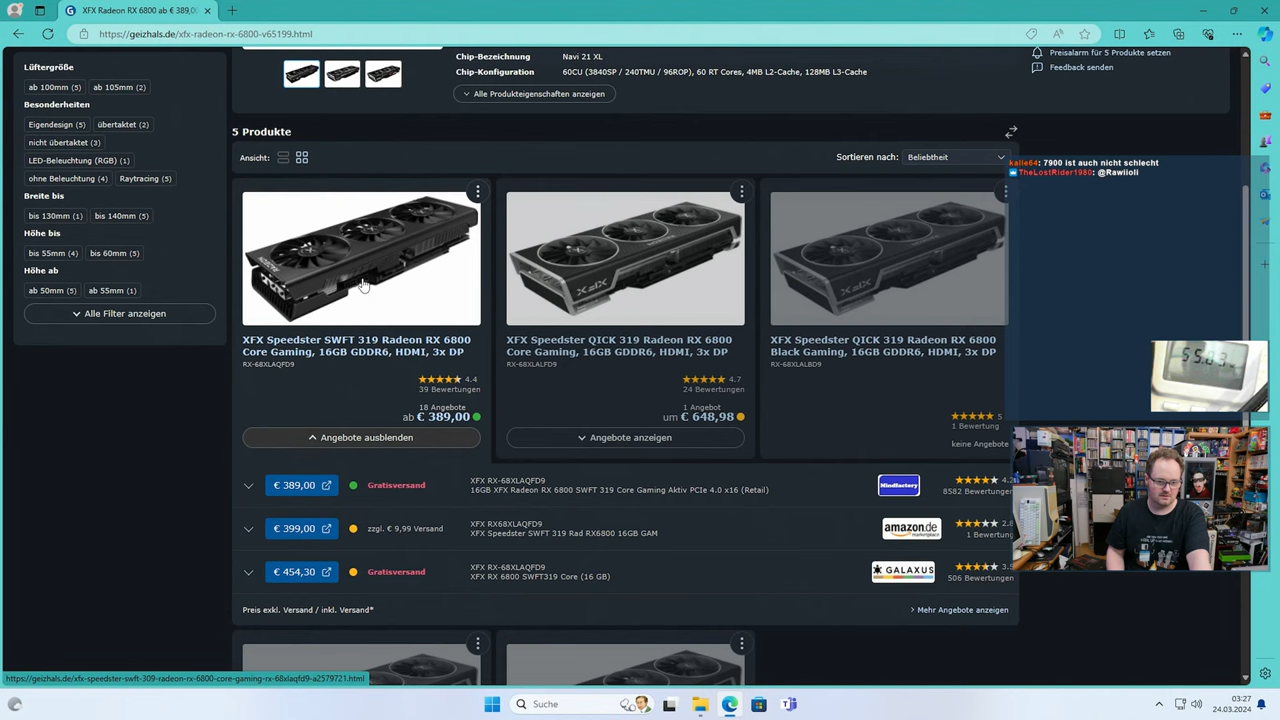 XFX Radeon RX 6800 ab € 389,0
https://geizhals.de/xfx-radeon-rx-6800-v65199.html
Lüftergröße
ab 100mm (5)
ab 105mm (2)
Besonderheiten
Eigendesign (5)
übertaktet (2)
nicht übertaktet (3)
LED-Beleuchtung (RGB) (1)
ohne Beleuchtung (4)
Raytracing (5)
Breite bis
bis 130mm (1)
bis 140mm (5)
Höhe bis
bis 55mm (4)
bis 60mm (5)
Höhe ab
ab 50mm (5)
ab 55mm (1)
Alle Filter anzeigen
Chip-Bezeichnung
Navi 21 XL
Chip-Konfiguration
60CU (3840SP / 240TMU / 96ROP), 60 RT Cores, 4MB L2-Cache, 128MB L3-Cache
Alle Produkteigenschaften anzeigen
Preisalarm für 5 Produkte setzen
Feedback senden
5 Produkte
Ansicht:
Sortieren nach:
Beliebtheit
kalle64: 7900 ist auch nicht schlecht
TheLostRider1980: @Rawiioli
XFX Speedster SWFT 319 Radeon RX 6800
Core Gaming, 16GB GDDR6, HDMI, 3x DP
RX-68XLAQFD9
4.4
39 Bewertungen
18 Angebote
ab € 389,00
Angebote ausblenden
XFX Speedster QICK 319 Radeon RX 6800
Core Gaming, 16GB GDDR6, HDMI, 3x DP
RX-68XLALFD9
4.7
24 Bewertungen
1 Angebot
um € 648,98
Angebote anzeigen
XFX Speedster QICK 319 Radeon RX 6800
Black Gaming, 16GB GDDR6, HDMI, 3x DP
RX-68XLALBD9
5
1 Bewertung
keine Angebote
€ 389,00
Gratisversand
XFX RX-68XLAQFD9
16GB XFX Radeon RX 6800 SWFT 319 Core Gaming Aktiv PCIe 4.0 x16 (Retail)
Mindfactory
8582 Bewertungen
€ 399,00
zzgl. € 9,99 Versand
XFX RX68XLAQFD9
XFX Speedster SWFT 319 Rad RX6800 16GB GAM
amazon.de
marketplace
1 Bewertun
€ 454,30
Gratisversand
XFX RX-68XLAQFD9
XFX RX 6800 SWFT319 Core (16 GB)
GALAXUS
506 Bewertungen
Preis exkl. Versand / inkl. Versand*
Mehr Angebote anzeigen
https://geizhals.de/xfx-speedster-swft-309-radeon-rx-6800-core-gaming-rx-68xlaqfd9-a2579721.html
Suche
03:27
24.03.2024